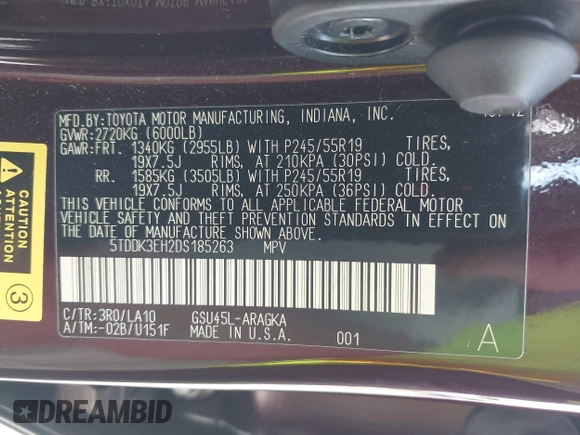 MFD.BY:TOYOTA MOTOR MANUFACTURING, INDIANA, INC.
GVWR:2720KG (6000LB)
GAWR:FRT. 1340KG (2955LB) WITH P245/55R19 TIRES,
19X7.5J RIMS, AT 210KPA (30PSI) COLD.
RR. 1585KG (3505LB) WITH P245/55R19 TIRES,
19X7.5J RIMS, AT 250KPA (36PSI) COLD.
THIS VEHICLE CONFORMS TO ALL APPLICABLE FEDERAL MOTOR
VEHICLE SAFETY AND THEFT PREVENTION STANDARDS IN EFFECT ON
THE DATE OF MANUFACTURE SHOWN ABOVE.
5TDDK3EH2DS185263 MPV
C/TR:3R0/LA10 GSU45L-ARAGKA
A/TM:-02B/U151F MADE IN U.S.A. 001 A
CAUTION
3
DREAMBID